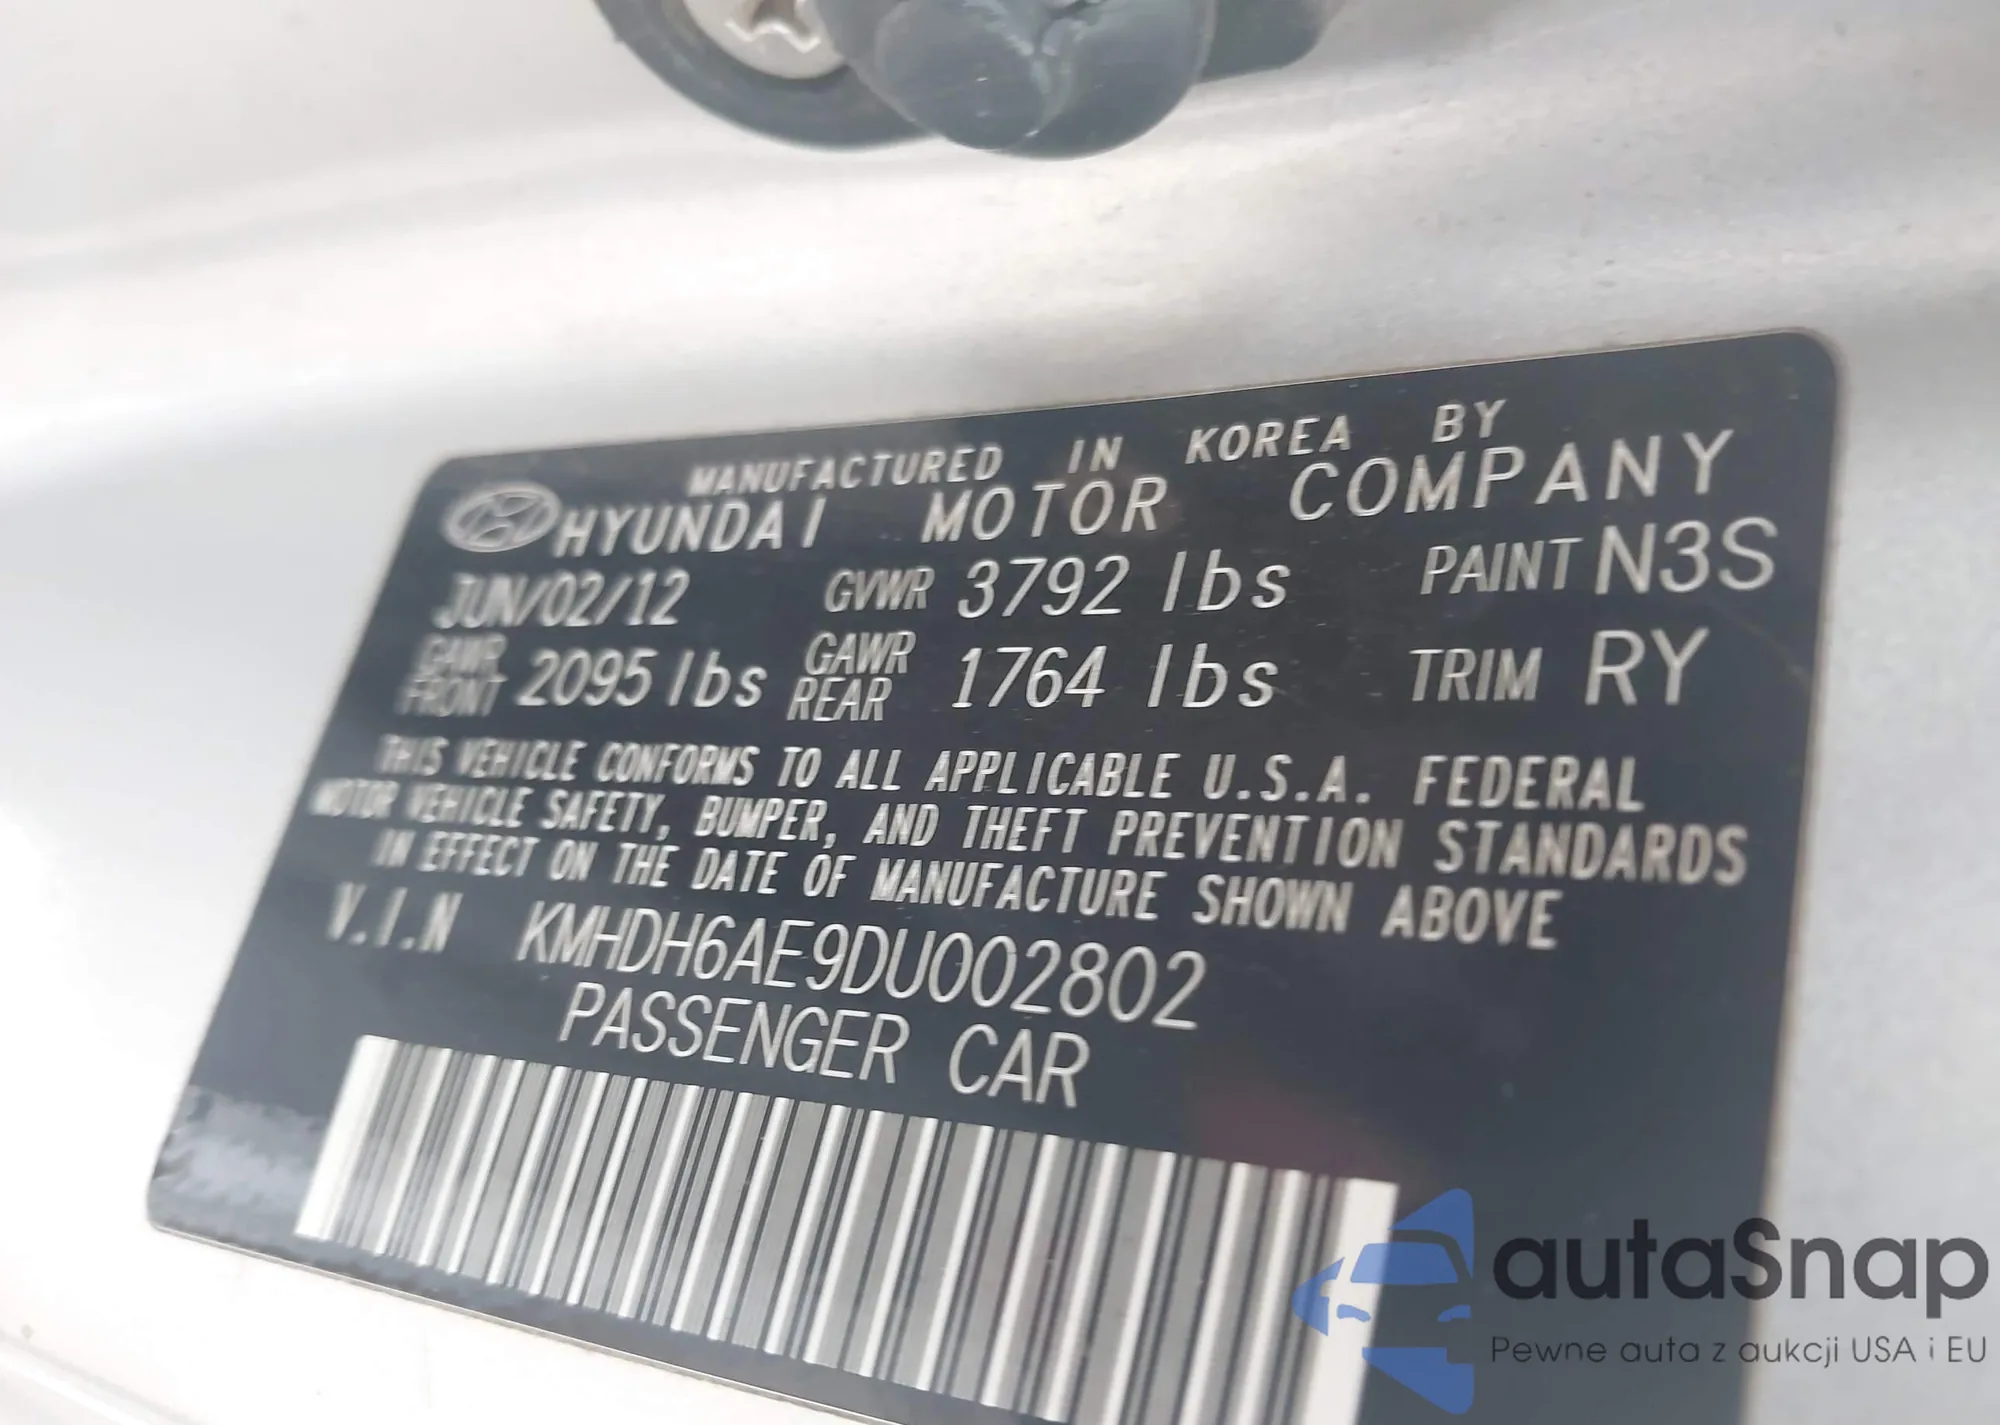 MANUFACTURED IN KOREA BY
HYUNDAI MOTOR COMPANY
JUN/02/12 GVWR 3792 lbs PAINT N3S
GAWR FRONT 2095 lbs GAWR REAR 1764 lbs TRIM RY
THIS VEHICLE CONFORMS TO ALL APPLICABLE U.S.A. FEDERAL
MOTOR VEHICLE SAFETY, BUMPER, AND THEFT PREVENTION STANDARDS
IN EFFECT ON THE DATE OF MANUFACTURE SHOWN ABOVE
V.I.N KMHDH6AE9DU002802
PASSENGER CAR
autaSnap
Pewne auta z aukcji USA i EU